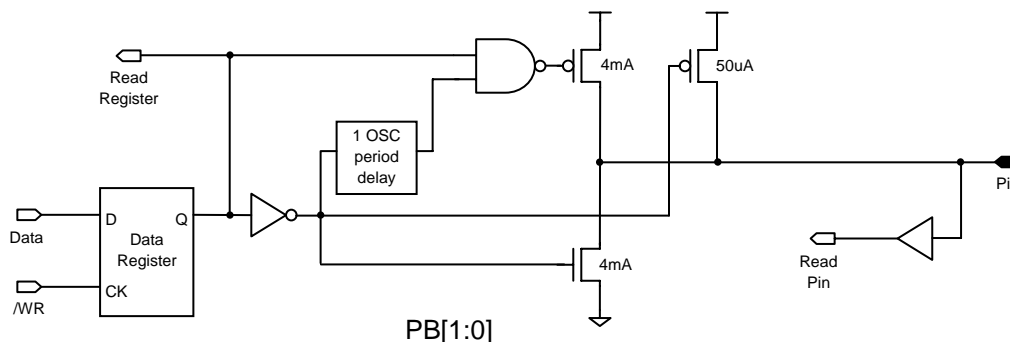 Read
Register
4mA
50uA
1 OSC
period
delay
D
Q
Data
Data
Register
CK
/WR
4mA
Read
Pin
Pi
PB[1:0]